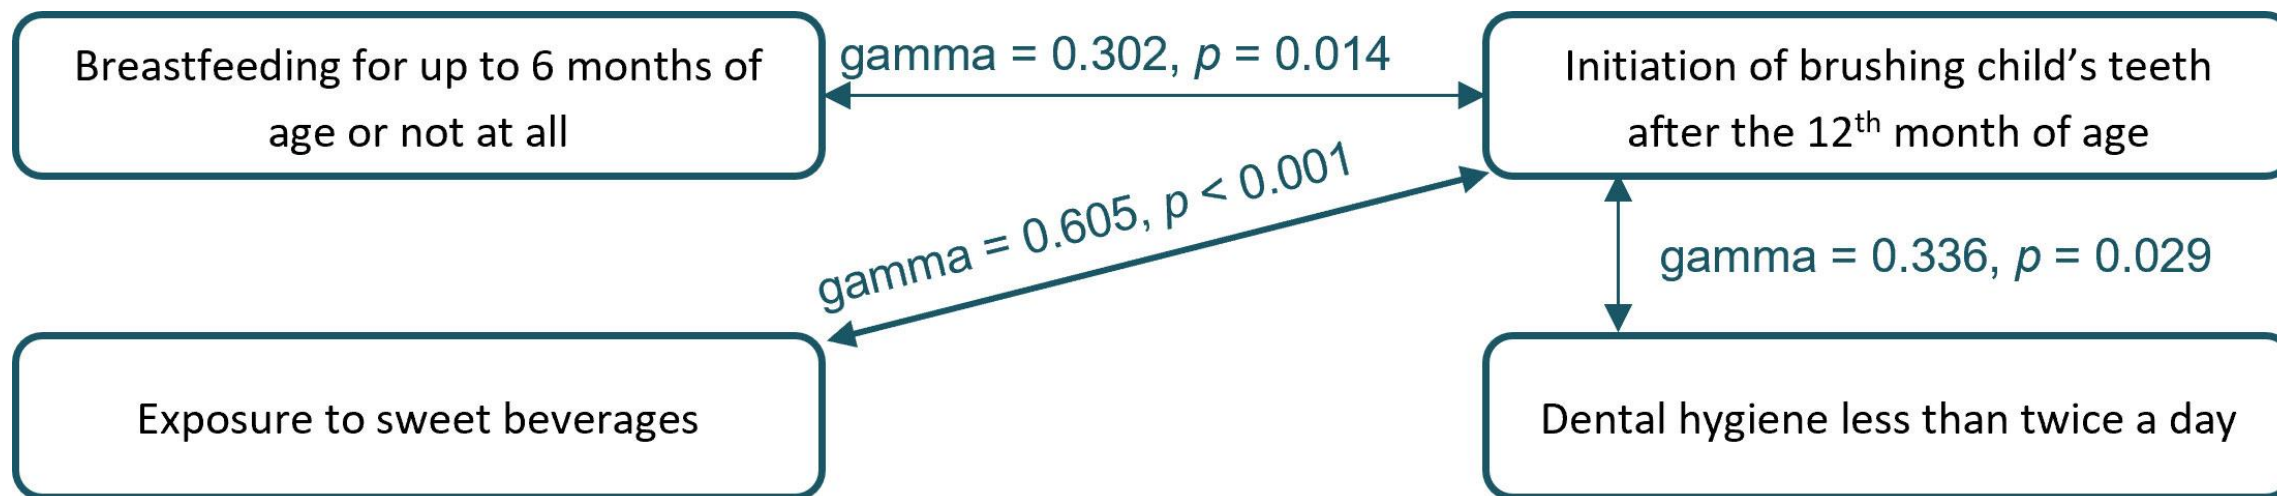 Breastfeeding for up to 6 months of
age or not at all
gamma = 0.302, p = 0.014
Initiation of brushing child’s teeth
after the 12th month of age
gamma = 0.605, p < 0.001
gamma = 0.336, p = 0.029
Exposure to sweet beverages
Dental hygiene less than twice a day